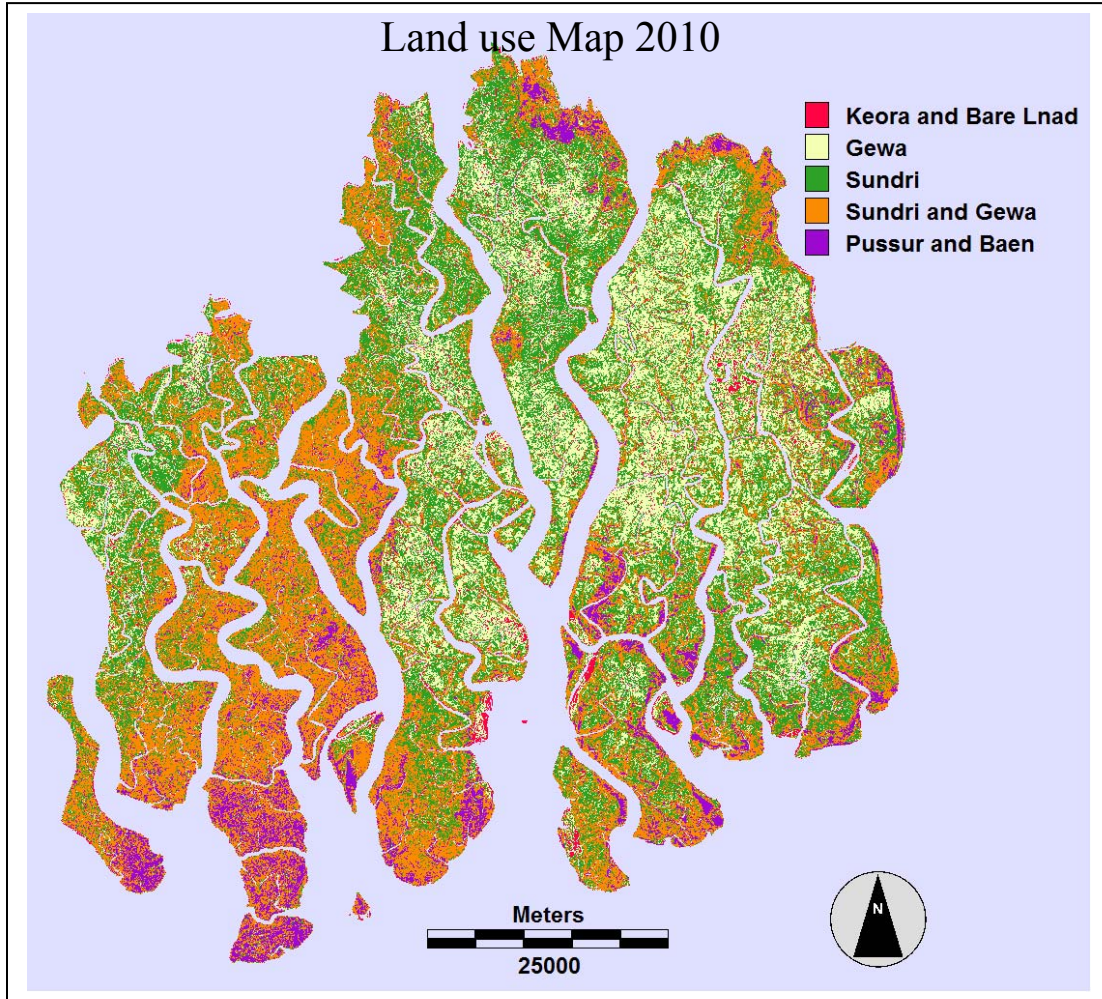 Land use Map 2010
Keora and Bare Lnad
Gewa
Sundri
Sundri and Gewa
Pussur and Baen
Meters
25000
N